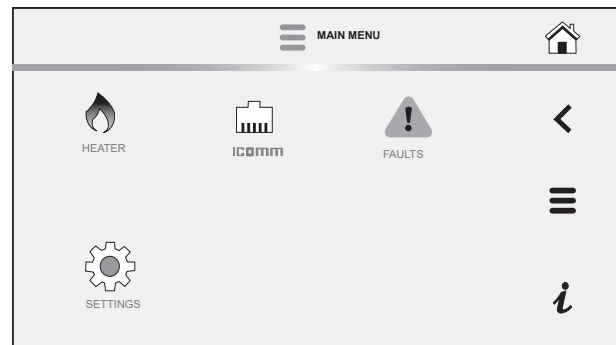 MAIN MENU
HEATER
ICOMM
FAULTS
SETTINGS
i